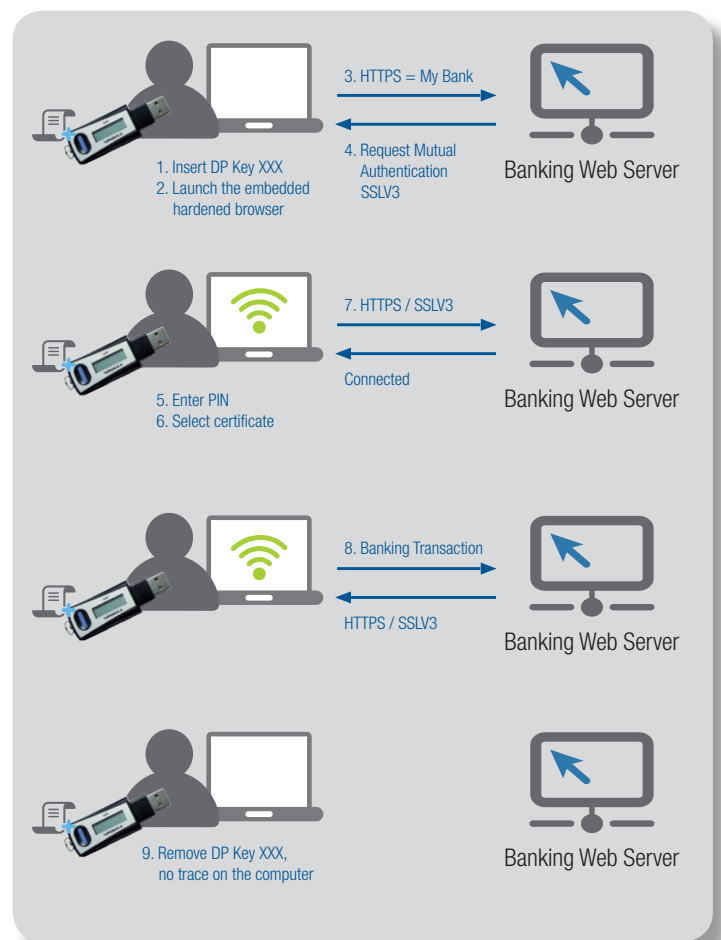 3. HTTPS = My Bank
4. Request Mutual
Authentication
SSLV3
1. Insert DP Key XXX
2. Launch the embedded
hardened browser
Banking Web Server
7. HTTPS / SSLV3
Connected
5. Enter PIN
6. Select certificate
Banking Web Server
8. Banking Transaction
HTTPS / SSLV3
Banking Web Server
9. Remove DP Key XXX,
no trace on the computer
Banking Web Server